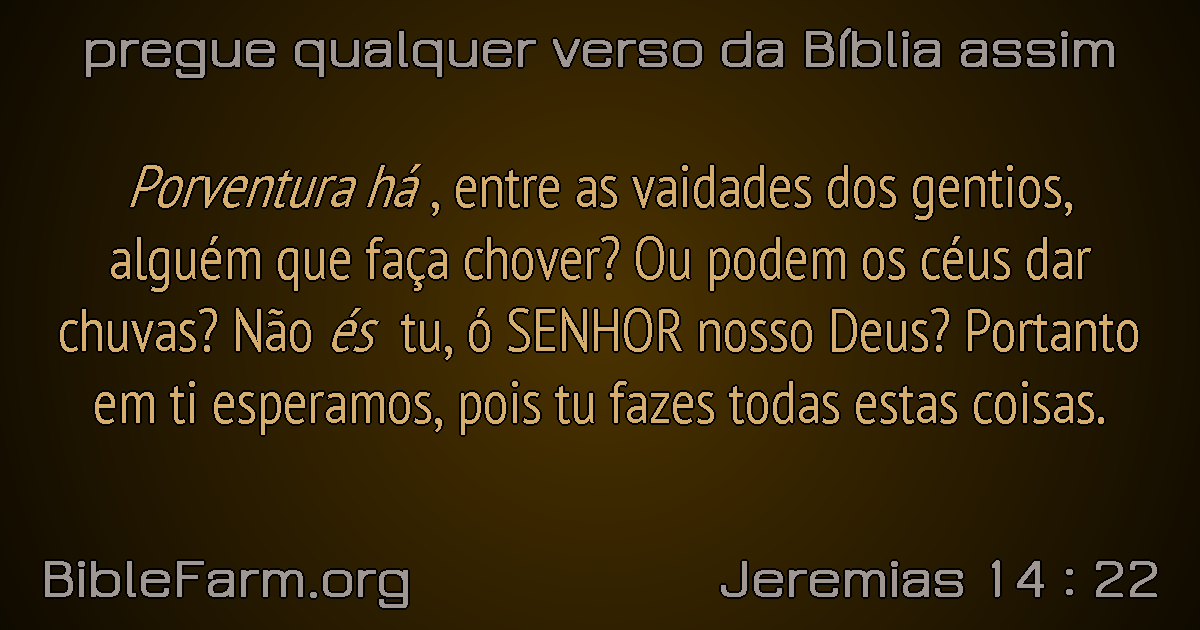 pregue qualquer verso da Bíblia assim
Porventura há , entre as vaidades dos gentios,
alguém que faça chover? Ou podem os céus dar
chuvas? Não és tu, ó SENHOR nosso Deus? Portanto
em ti esperamos, pois tu fazes todas estas coisas.
BibleFarm.org
Jeremias 14 : 22